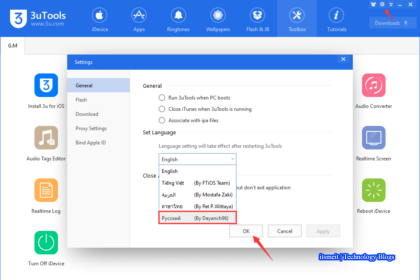 3uTools
www.3u.com
iDevice
Apps
Ringtones
Wallpapers
Flash & JB
Toolbox
Tutorials
Downloads
G.M
Settings
General
Flash
Download
Proxy Settings
Bind Apple ID
General
Run 3uTools when PC boots
Close iTunes when 3uTools is running
Associate with ipa files
Set Language
Language setting will take effect after restarting 3uTools
English
English
Tiếng Việt (By FTiOS Team)
العربية (By Mostafa Zaki)
ภาษาไทย (By Pet P.Wittaya)
Русский (By Dayanch96)
Close
but don't exit application
OK
Cancel
Apply
Install 3u for iOS
Audio Tags Editor
Realtime Log
Turn Off iDevice
Audio Converter
Realtime Screen
Reboot iDevice